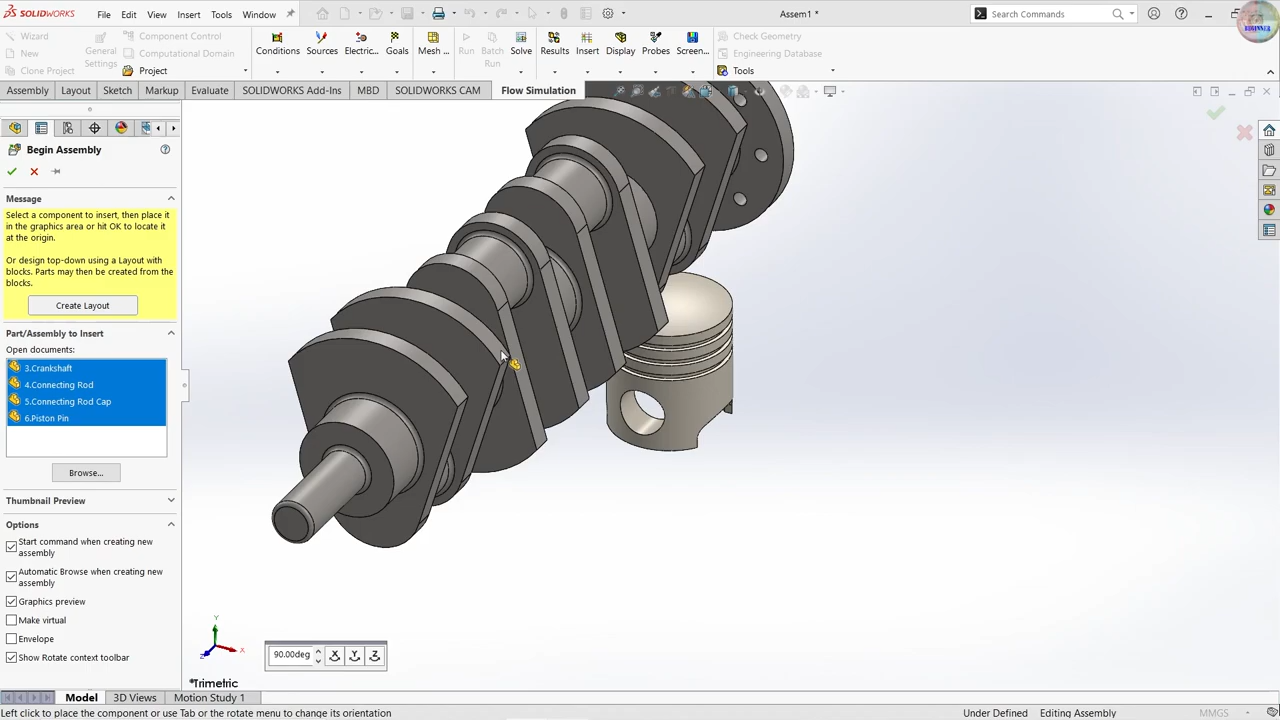 SOLIDWORKS
File
Edit
View
Insert
Tools
Window
Assem1 *
Search Commands
Wizard
New
Clone Project
General
Settings
Component Control
Computational Domain
Project
Conditions
Sources
Electric...
Goals
Mesh ...
Run
Batch
Run
Solve
Results
Insert
Display
Probes
Screen...
Check Geometry
Engineering Database
Tools
BEGINNER
Assembly
Layout
Sketch
Markup
Evaluate
SOLIDWORKS Add-Ins
MBD
SOLIDWORKS CAM
Flow Simulation
Begin Assembly
Message
Select a component to insert, then place it
in the graphics area or hit OK to locate it
at the origin.
Or design top-down using a Layout with
blocks. Parts may then be created from the
blocks.
Create Layout
Part/Assembly to Insert
Open documents:
3.Crankshaft
4.Connecting Rod
5.Connecting Rod Cap
6.Piston Pin
Browse...
Thumbnail Preview
Options
Start command when creating new
assembly
Automatic Browse when creating new
assembly
Graphics preview
Make virtual
Envelope
Show Rotate context toolbar
Y
X
Z
90.00deg
X
Y
Z
*Trimetric
Model
3D Views
Motion Study 1
Left click to place the component or use Tab or the rotate menu to change its orientation
Under Defined
Editing Assembly
MMGS